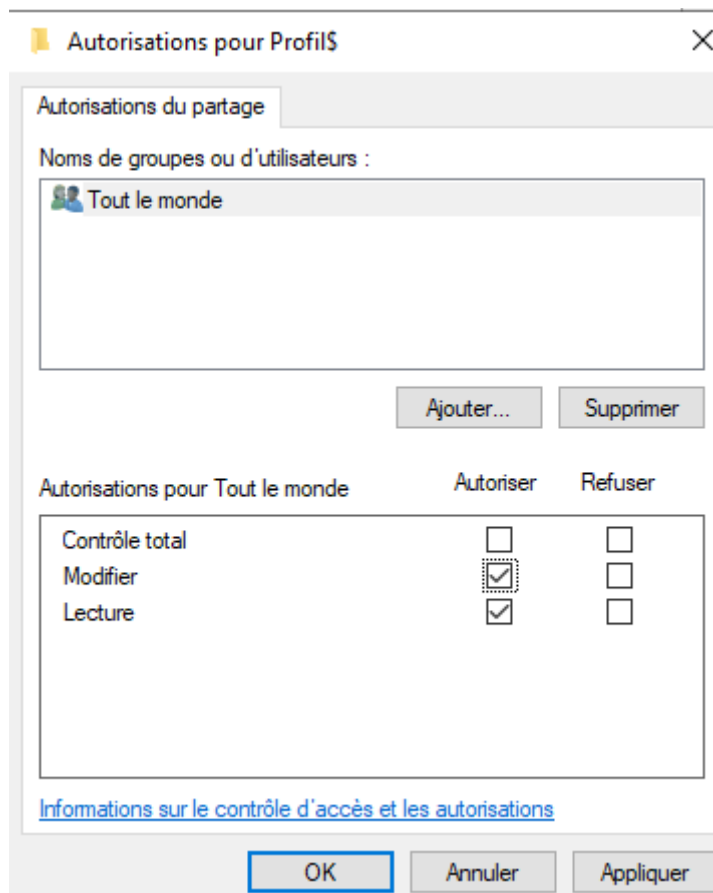 Autorisations pour Profil$
Autorisations du partage
Noms de groupes ou d'utilisateurs :
Tout le monde
Ajouter... Supprimer
Autorisations pour Tout le monde Autoriser Refuser
Contrôle total
Modifier
Lecture
Informations sur le contrôle d'accès et les autorisations
OK Annuler Appliquer